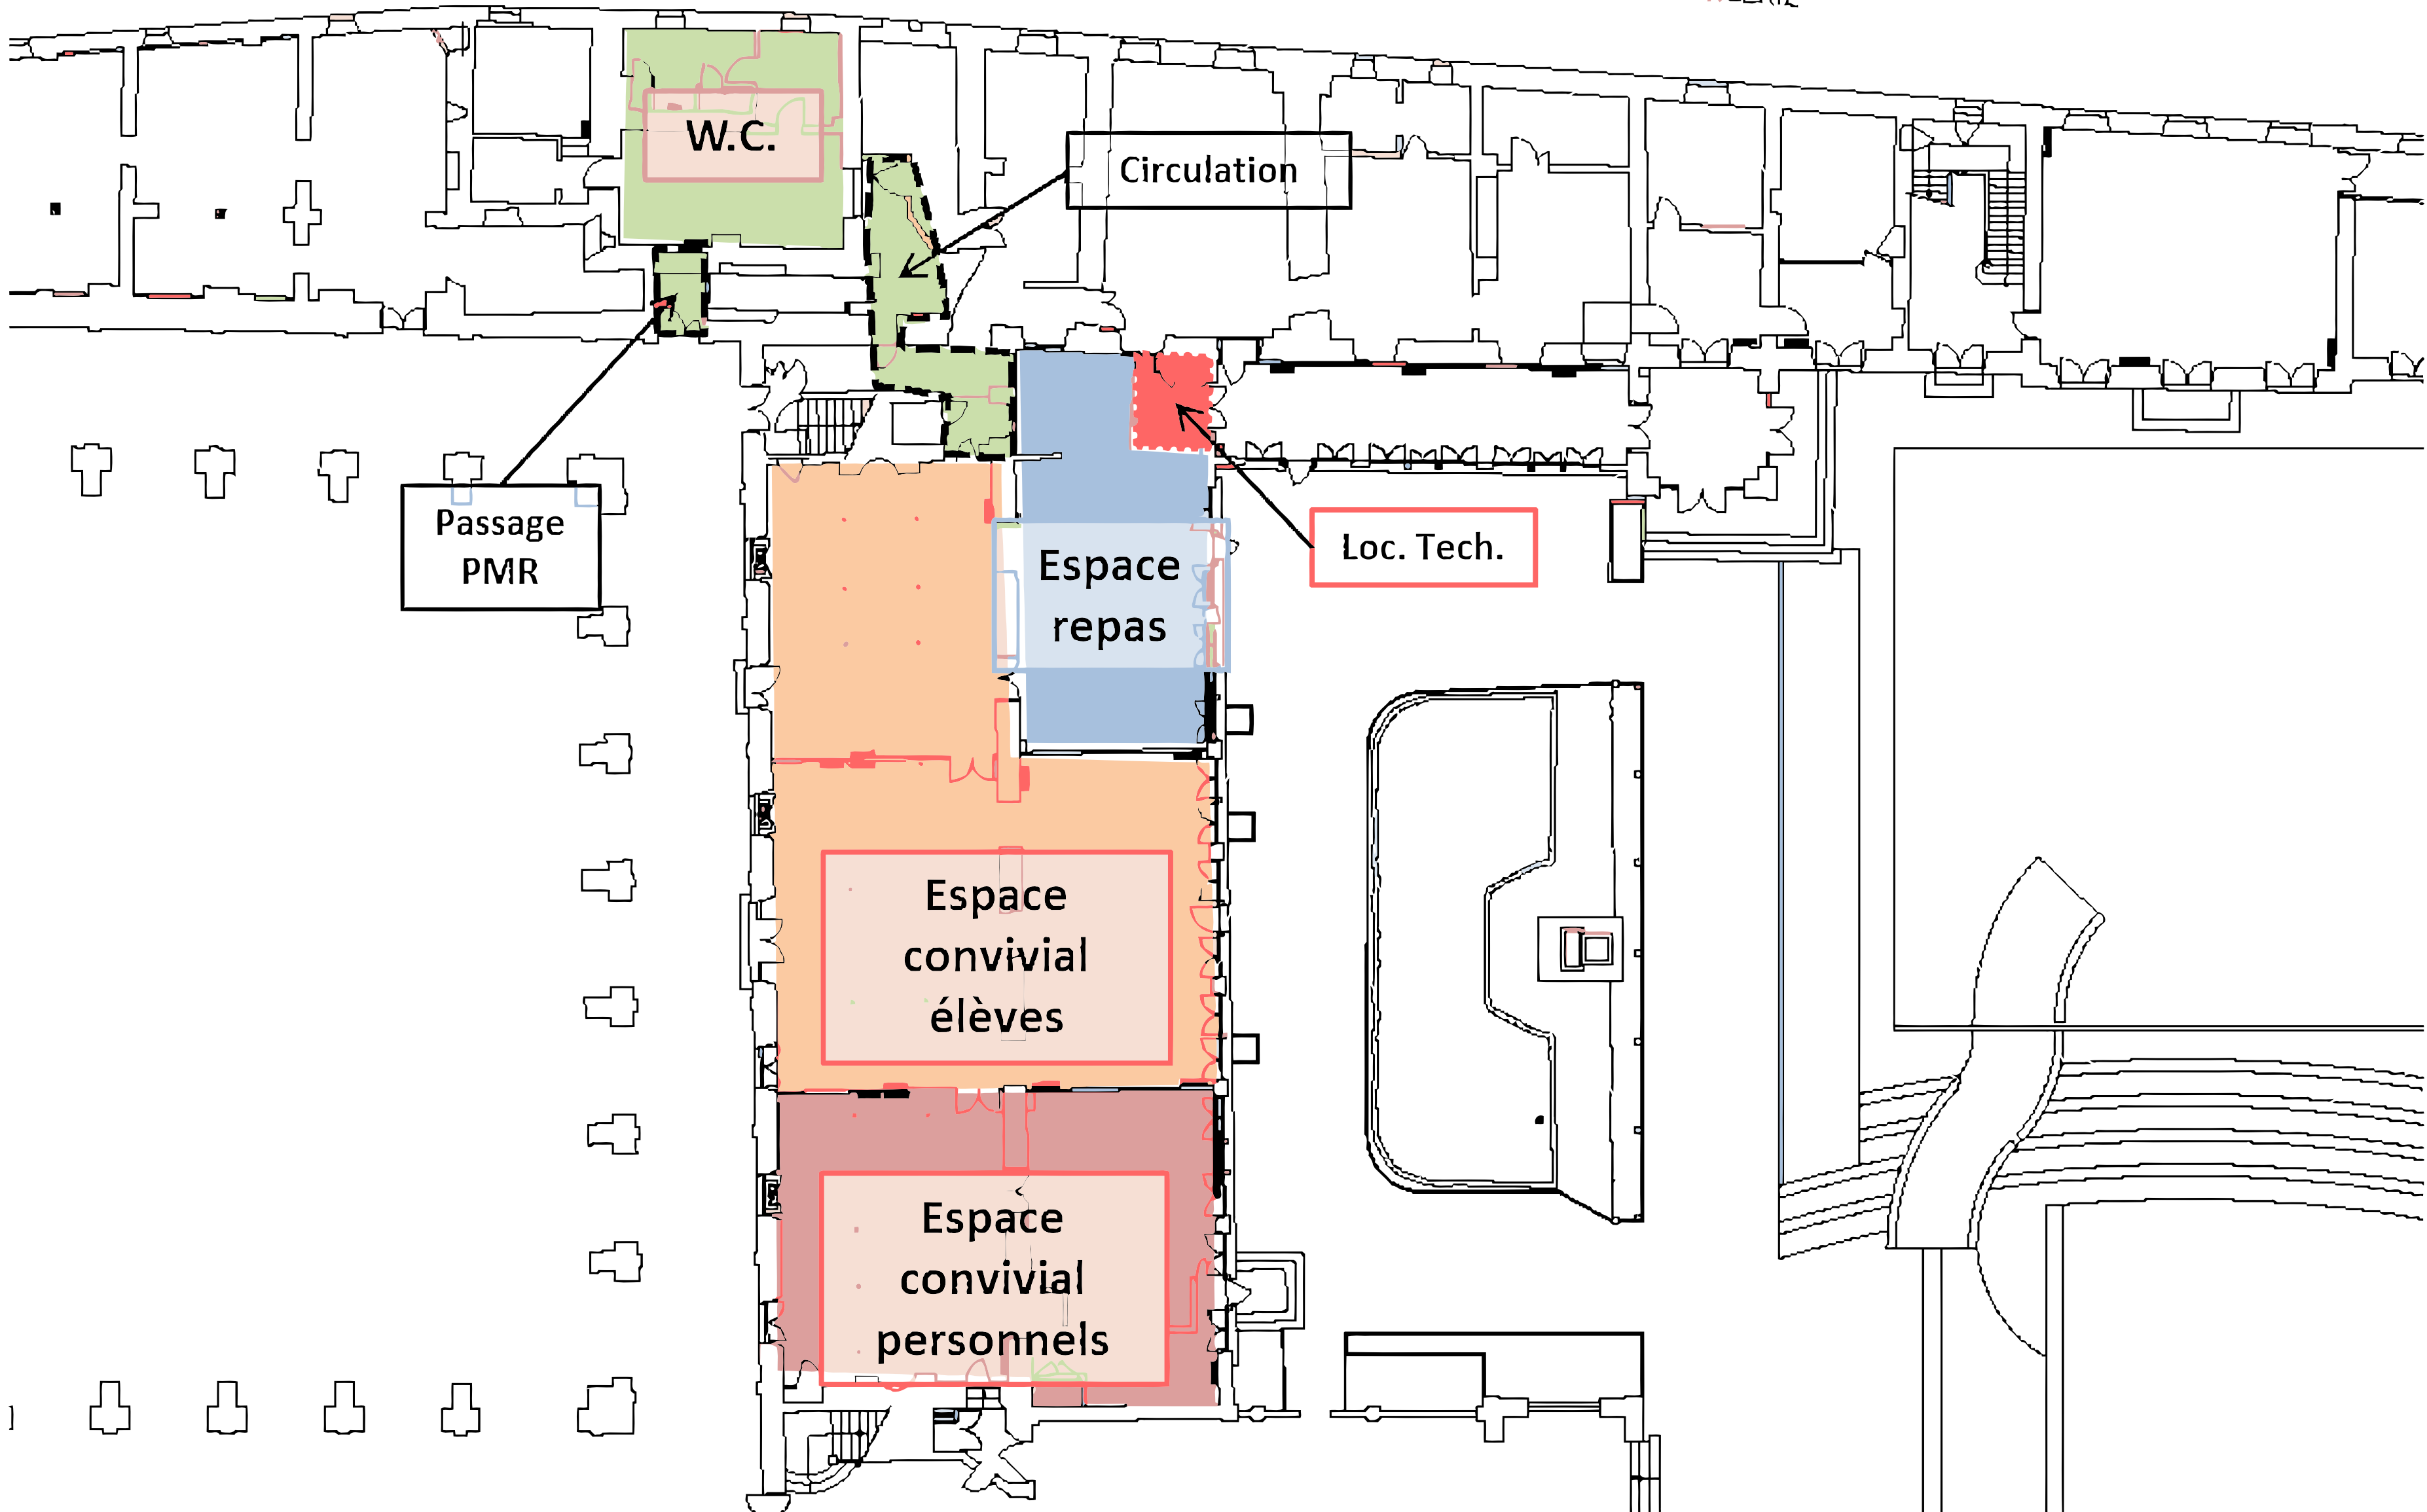 W.C.
Circulation
Passage
PMR
Loc. Tech.
Espace
repas
Espace
convivial
élèves
Espace
convivial
personnels